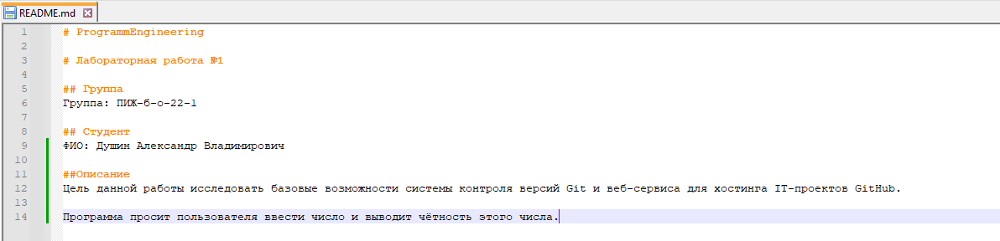 README.md
1 # ProgrammEngineering
2
3 # Лабораторная работа №1
4
5 ## Группа
6 Группа: ПИЖ-б-о-22-1
7
8 ## Студент
9 ФИО: Душин Александр Владимирович
10
11 ##Описание
12 Цель данной работы исследовать базовые возможности системы контроля версий Git и веб-сервиса для хостинга IT-проектов GitHub.
13
14 Программа просит пользователя ввести число и выводит чётность этого числа.